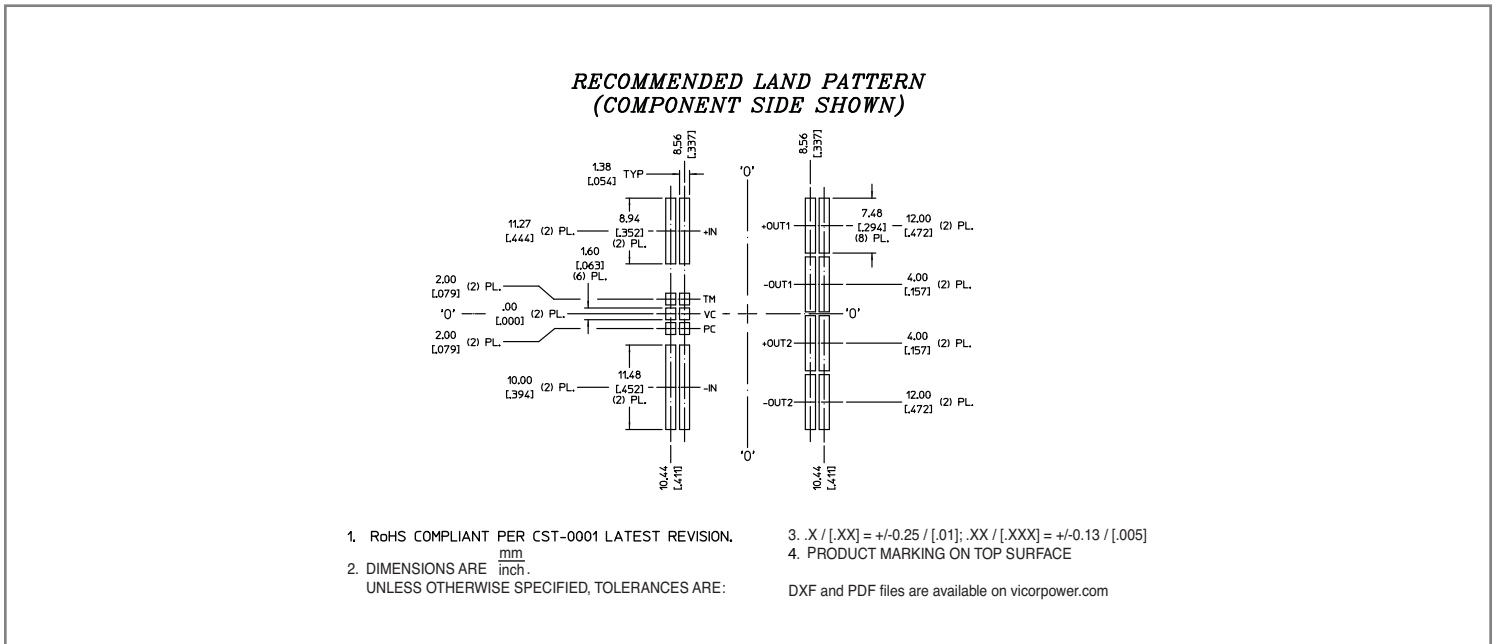 RECOMMENDED LAND PATTERN
(COMPONENT SIDE SHOWN)
8.56
[.337]
8.56
[.337]
1.38
[.054] TYP
'0'
11.27
[.444] (2) PL.
8.94
[.352]
(2) PL.
+IN
+OUT1
7.48
[.294]
(8) PL.
12.00
[.472] (2) PL.
1.60
[.063]
(6) PL.
2.00
[.079] (2) PL.
TM
-OUT1
4.00
[.157] (2) PL.
'0'
.00
[.000] (2) PL.
VC
'0'
2.00
[.079] (2) PL.
PC
+OUT2
4.00
[.157] (2) PL.
10.00
[.394] (2) PL.
11.48
[.452]
(2) PL.
-IN
-OUT2
12.00
[.472] (2) PL.
'0'
10.44
[.411]
10.44
[.411]
1. RoHS COMPLIANT PER CST-0001 LATEST REVISION.
2. DIMENSIONS ARE mm
inch.
UNLESS OTHERWISE SPECIFIED, TOLERANCES ARE:
3. .X / [.XX] = +/-0.25 / [.01]; .XX / [.XXX] = +/-0.13 / [.005]
4. PRODUCT MARKING ON TOP SURFACE
DXF and PDF files are available on vicorpower.com